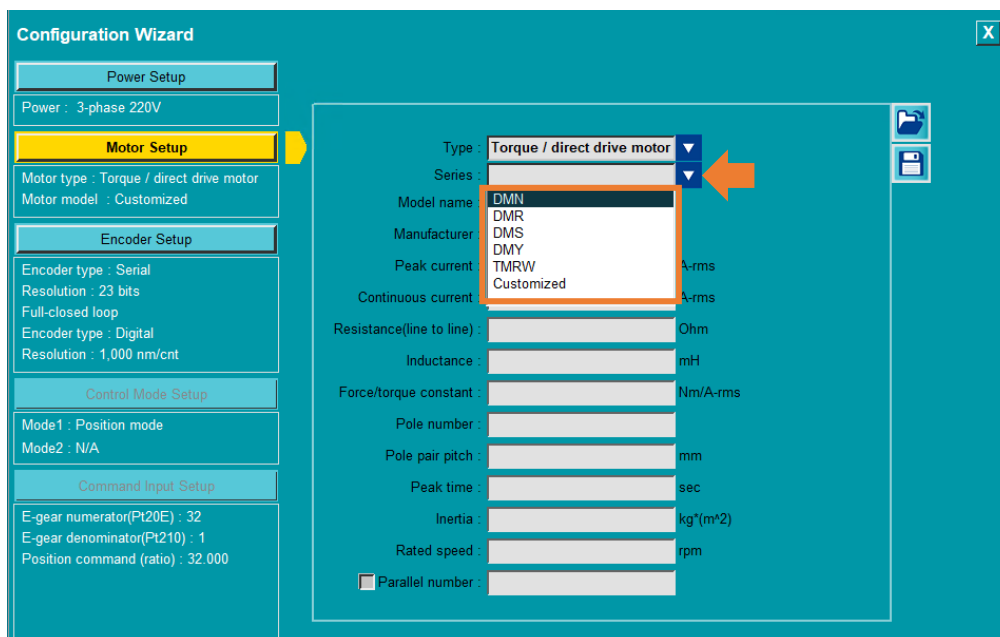 Configuration Wizard
X
Power Setup
Power : 3-phase 220V
Motor Setup
Motor type : Torque / direct drive motor
Motor model : Customized
Encoder Setup
Encoder type : Serial
Resolution : 23 bits
Full-closed loop
Encoder type : Digital
Resolution : 1,000 nm/cnt
Control Mode Setup
Mode1 : Position mode
Mode2 : N/A
Command Input Setup
E-gear numerator(Pt20E) : 32
E-gear denominator(Pt210) : 1
Position command (ratio) : 32.000
Type : Torque / direct drive motor
Series :
DMN
DMR
DMS
DMY
TMRW
Customized
Model name :
Manufacturer :
Peak current : A-rms
Continuous current : A-rms
Resistance(line to line) : Ohm
Inductance : mH
Force/torque constant : Nm/A-rms
Pole number :
Pole pair pitch : mm
Peak time : sec
Inertia : kg*(m^2)
Rated speed : rpm
Parallel number :